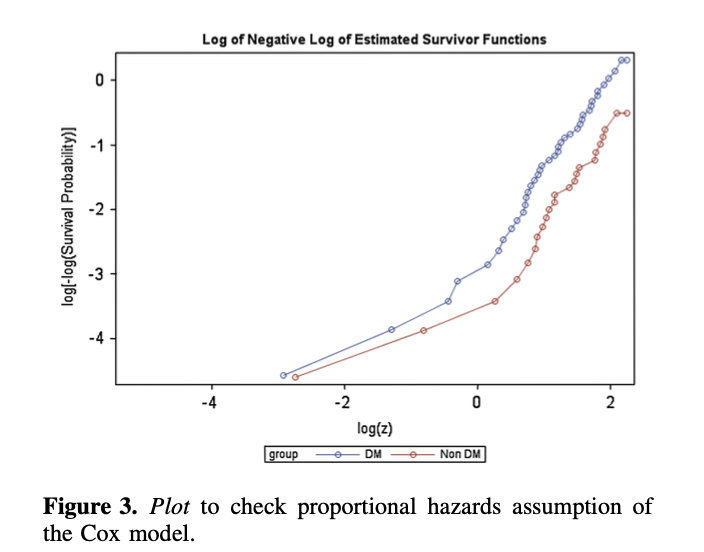 Log of Negative Log of Estimated Survivor Functions
log[-log(Survival Probability)]
0
-1
-2
-3
-4
-4 -2 0 2
log(z)
group DM Non DM
Figure 3. Plot to check proportional hazards assumption of
the Cox model.